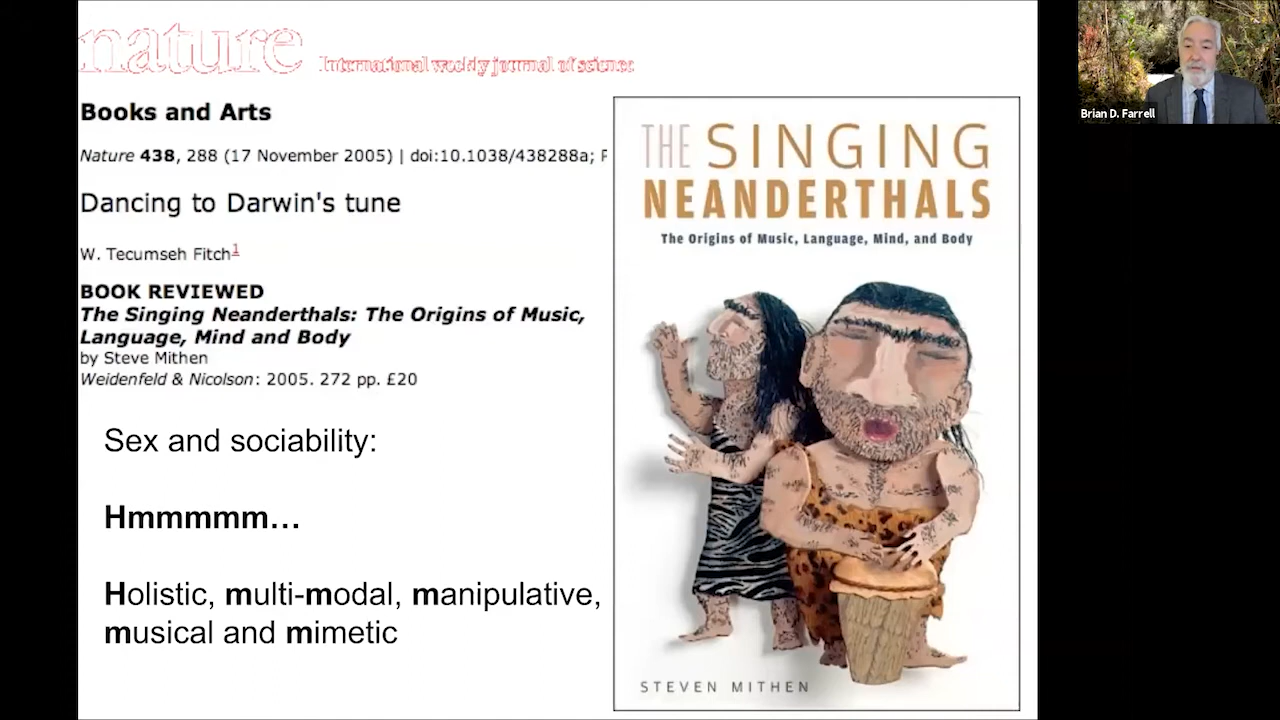 nature International weekly journal of science
Books and Arts
Nature 438, 288 (17 November 2005) | doi:10.1038/438288a;
Dancing to Darwin's tune
W. Tecumseh Fitch1
BOOK REVIEWED
The Singing Neanderthals: The Origins of Music,
Language, Mind and Body
by Steve Mithen
Weidenfeld & Nicolson: 2005. 272 pp. £20
Sex and sociability:
Hmmmmm…
Holistic, multi-modal, manipulative,
musical and mimetic
THE SINGING
NEANDERTHALS
The Origins of Music, Language, Mind, and Body
STEVEN MITHEN
Brian D. Farrell